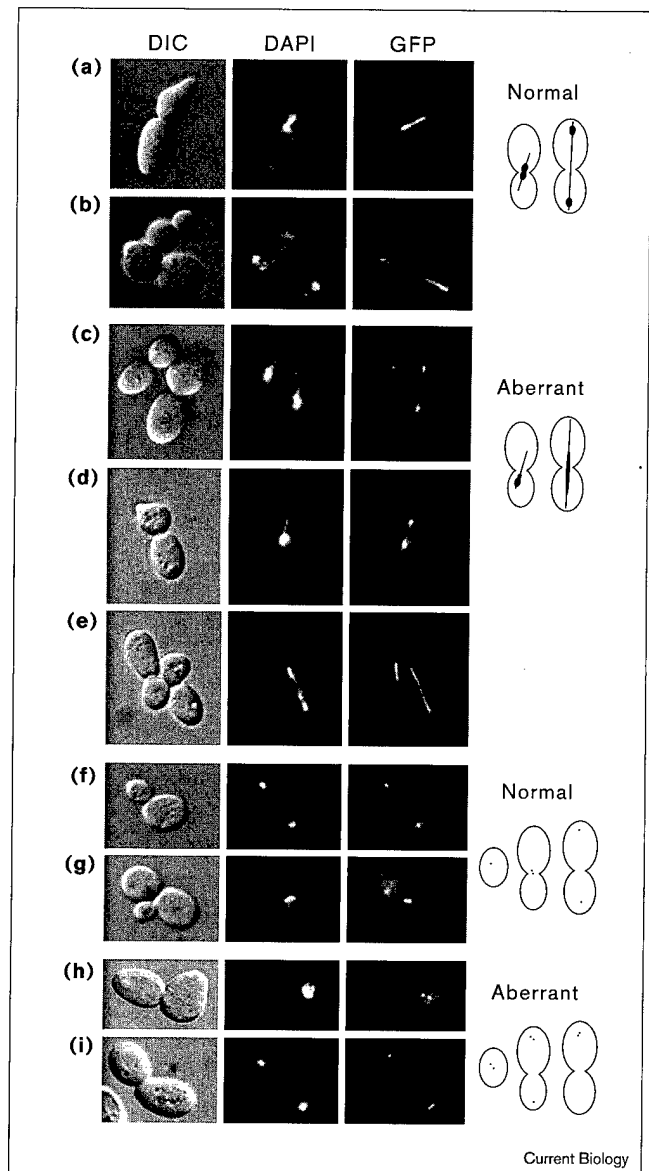 DIC DAPI GFP
(a)
Normal
(b)
(c)
Aberrant
(d)
(e)
(f)
Normal
(g)
(h)
Aberrant
(i)
Current Biology